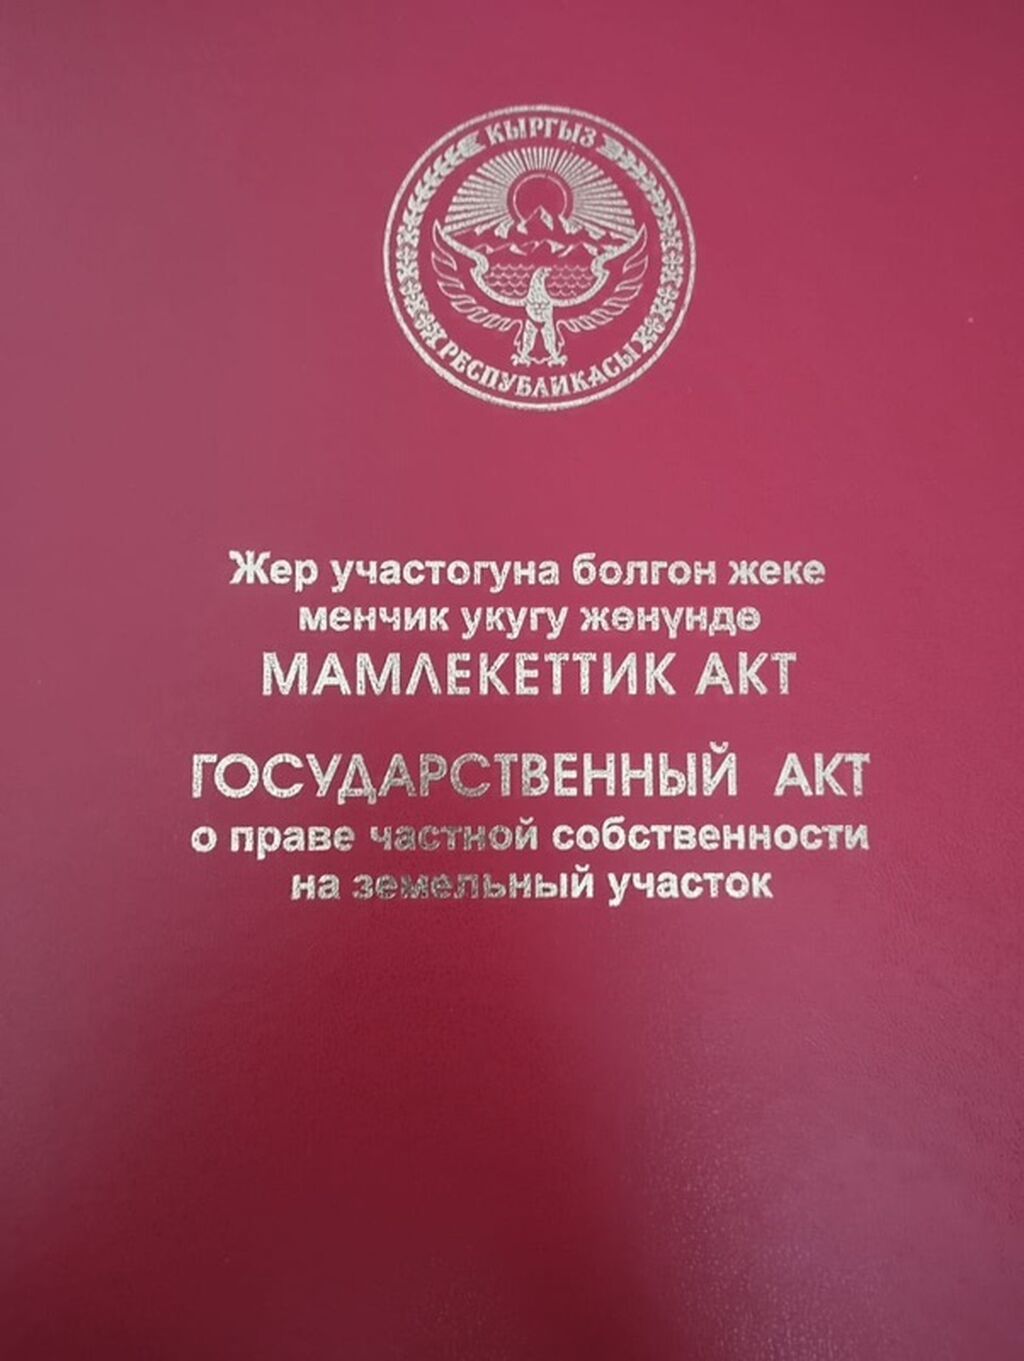 КЫРГЫЗ
РЕСПУБЛИКАСЫ
Жер участогуна болгон жеке
менчик укугу жөнүндө
МАМЛЕКЕТТИК АКТ
ГОСУДАРСТВЕННЫЙ АКТ
о праве частной собственности
на земельный участок